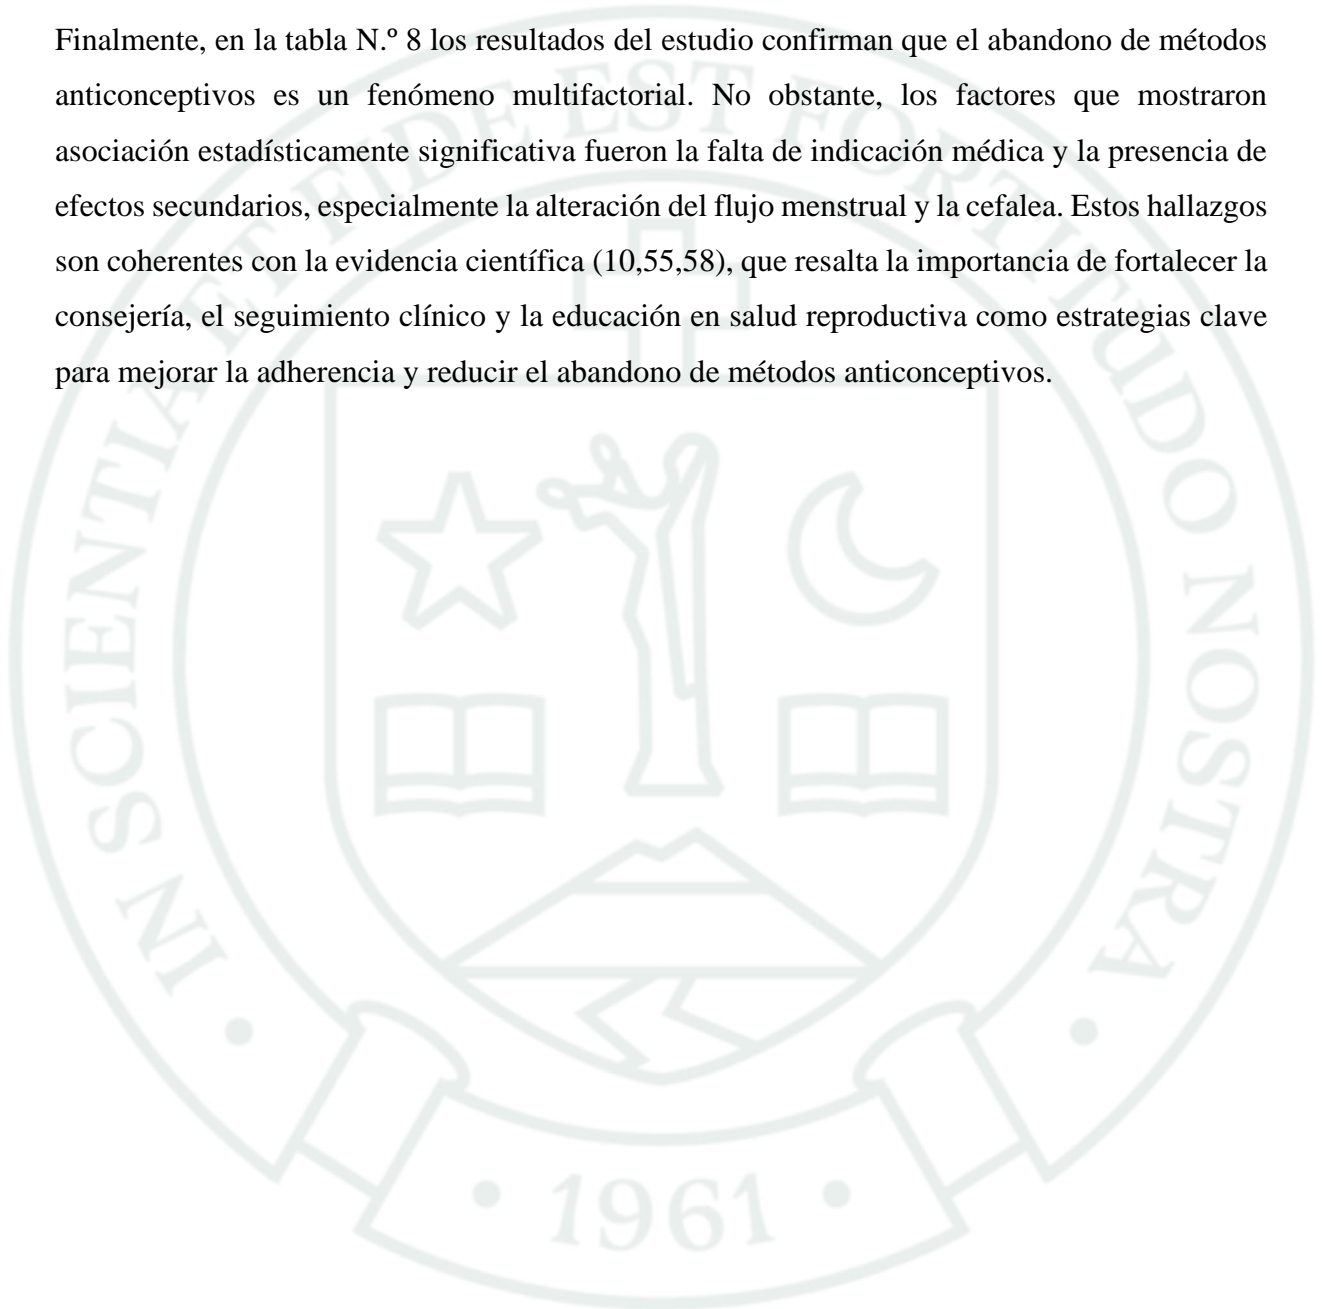 Finalmente, en la tabla N.º 8 los resultados del estudio confirman que el abandono de métodos
anticonceptivos es un fenómeno multifactorial. No obstante, los factores que mostraron
asociación estadísticamente significativa fueron la falta de indicación médica y la presencia de
efectos secundarios, especialmente la alteración del flujo menstrual y la cefalea. Estos hallazgos
son coherentes con la evidencia científica (10,55,58), que resalta la importancia de fortalecer la
consejería, el seguimiento clínico y la educación en salud reproductiva como estrategias clave
para mejorar la adherencia y reducir el abandono de métodos anticonceptivos.
• IN SCIENTIA ET FIDE EST FORTITUDO NOSTRA •
• 1961 •